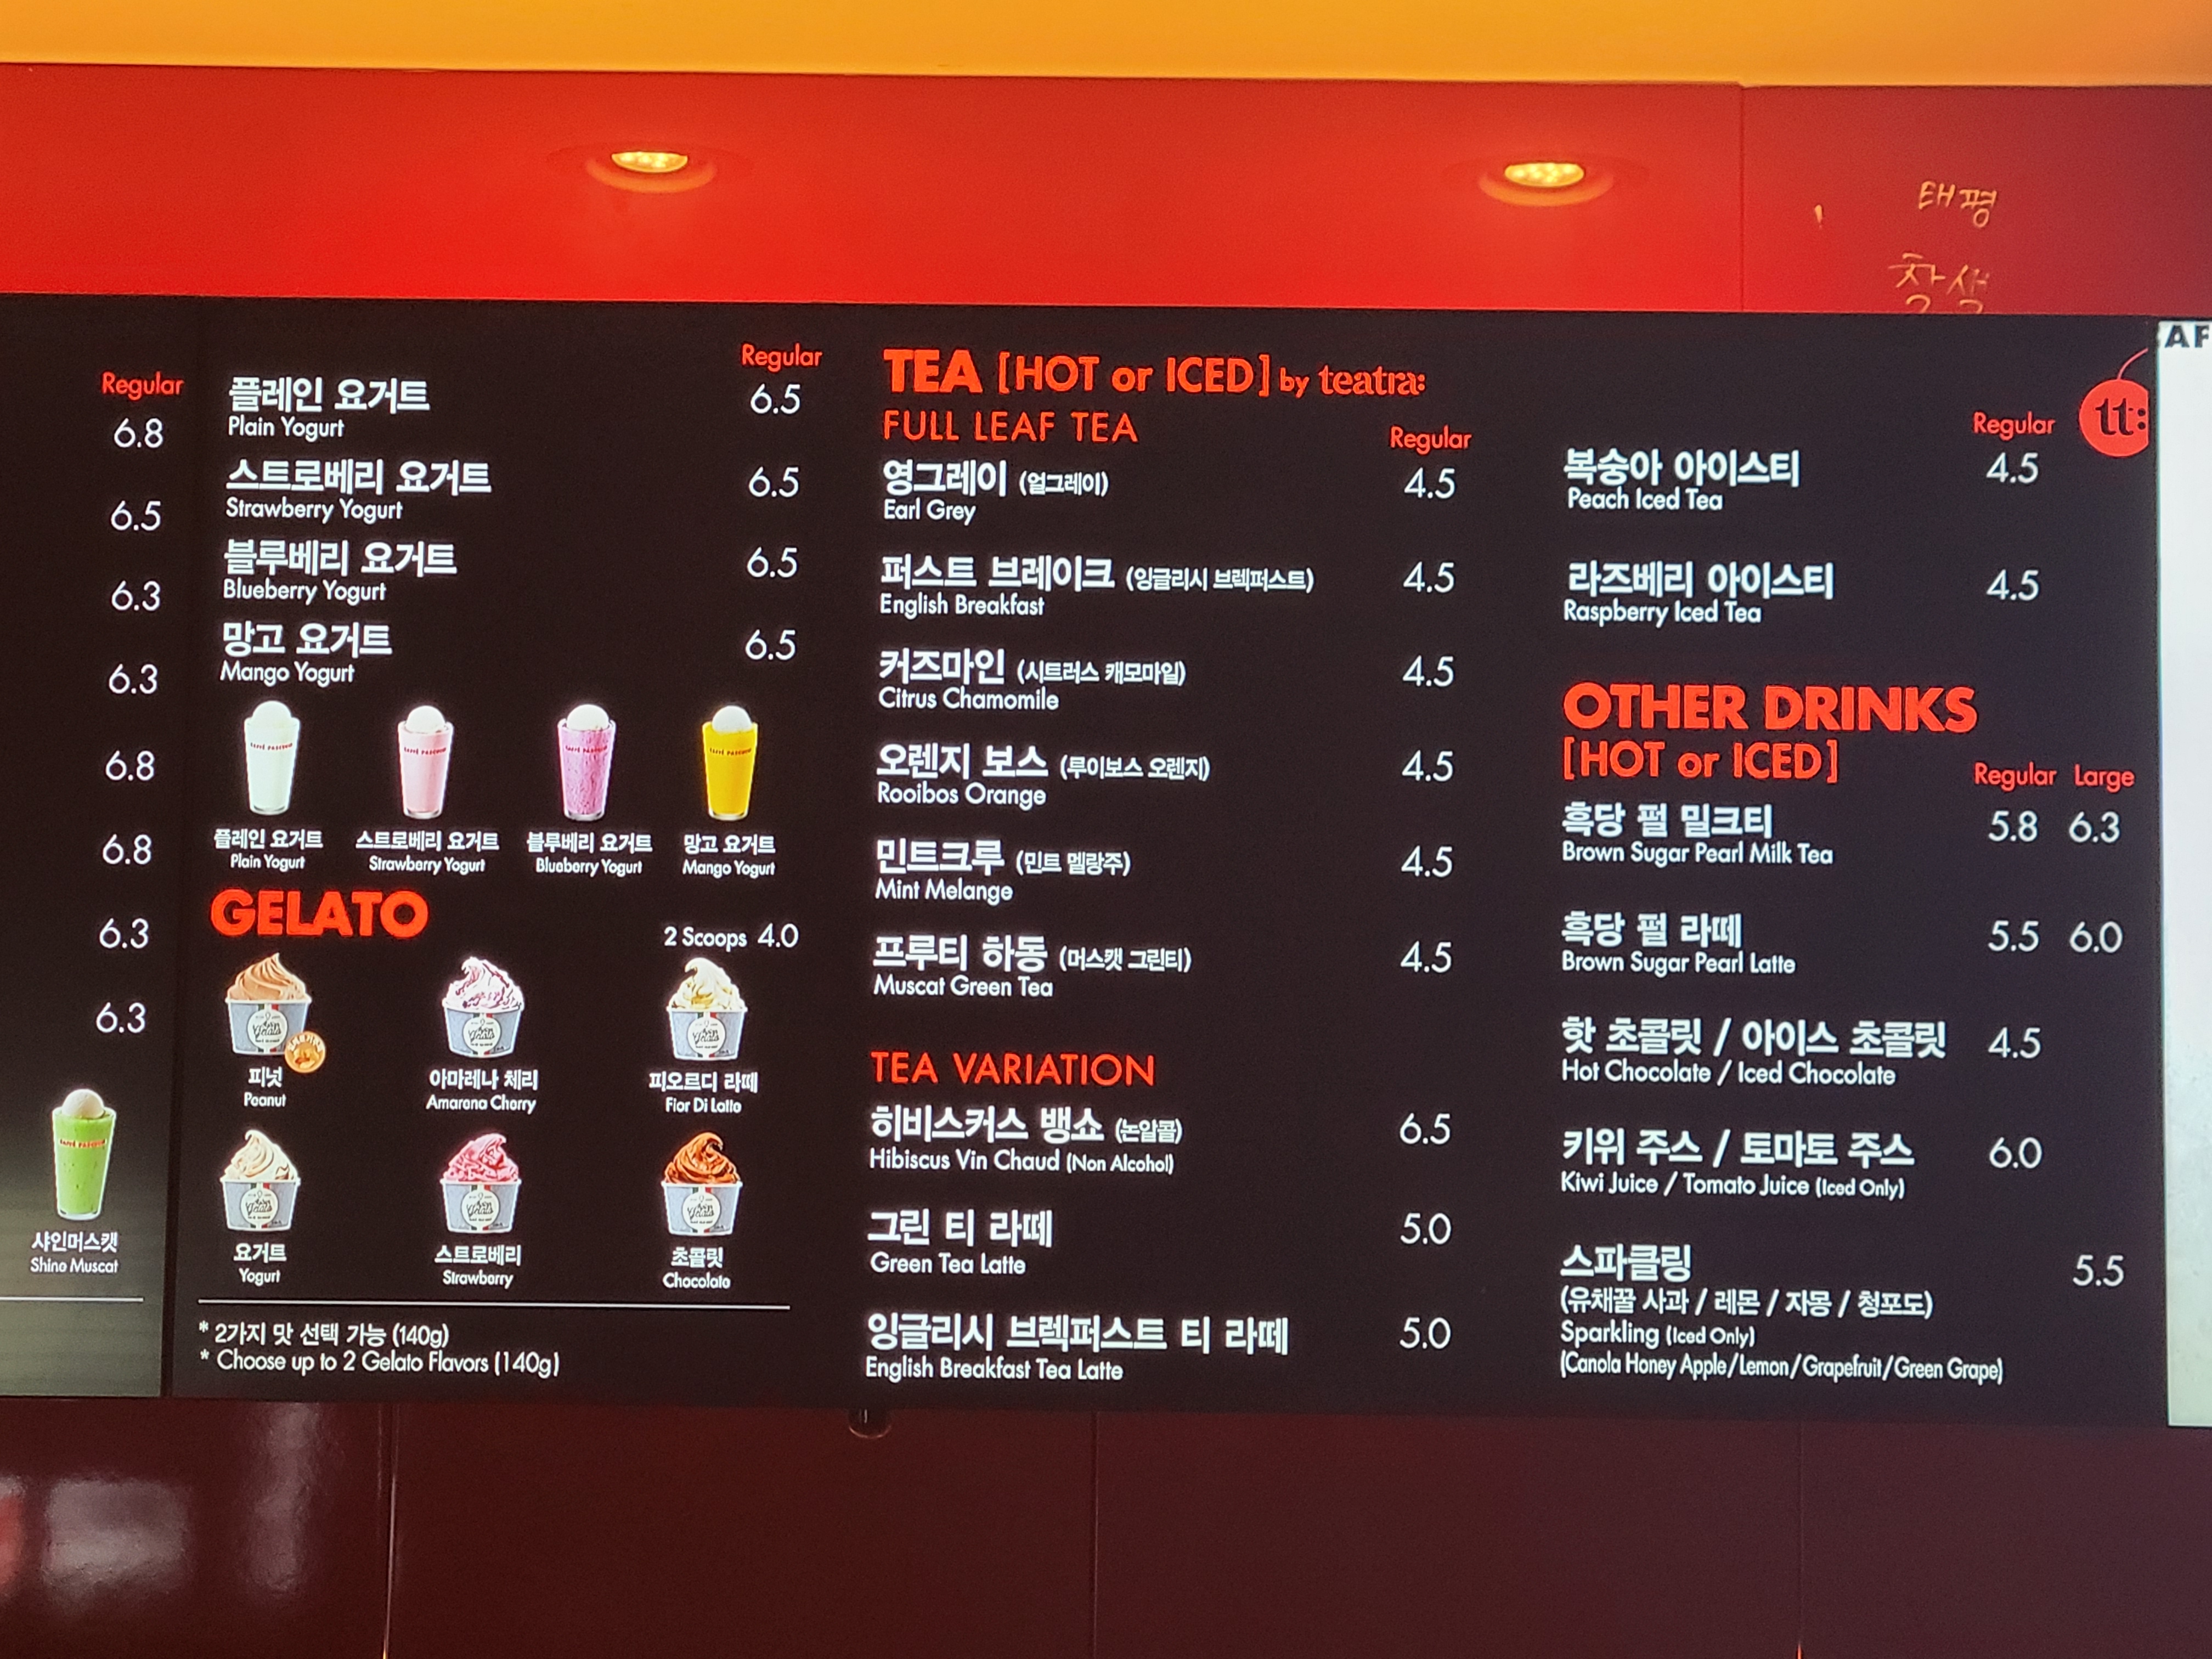 태평
AF
Regular
6.8
6.5
6.3
6.3
6.8
6.8
6.3
6.3
샤인머스캣
Shine Muscat
Regular
플레인 요거트 6.5
Plain Yogurt
스트로베리 요거트 6.5
Strawberry Yogurt
블루베리 요거트 6.5
Blueberry Yogurt
망고 요거트 6.5
Mango Yogurt
플레인 요거트 스트로베리 요거트 블루베리 요거트 망고 요거트
Plain Yogurt Strawberry Yogurt Blueberry Yogurt Mango Yogurt
GELATO
2 Scoops 4.0
피넛 아마레나 체리 피오르디 라떼
Peanut Amarena Cherry Fior Di Latte
요거트 스트로베리 초콜릿
Yogurt Strawberry Chocolate
* 2가지 맛 선택 가능 (140g)
* Choose up to 2 Gelato Flavors (140g)
TEA [HOT or ICED] by teatra:
FULL LEAF TEA
Regular
영그레이 (얼그레이) 4.5
Earl Grey
퍼스트 브레이크 (잉글리시 브렉퍼스트) 4.5
English Breakfast
커즈마인 (시트러스 캐모마일) 4.5
Citrus Chamomile
오렌지 보스 (루이보스 오렌지) 4.5
Rooibos Orange
민트크루 (민트 멜랑주) 4.5
Mint Melange
프루티 하동 (머스캣 그린티) 4.5
Muscat Green Tea
TEA VARIATION
히비스커스 뱅쇼 (논알콜) 6.5
Hibiscus Vin Chaud (Non Alcohol)
그린 티 라떼 5.0
Green Tea Latte
잉글리시 브렉퍼스트 티 라떼 5.0
English Breakfast Tea Latte
tt:
Regular
복숭아 아이스티 4.5
Peach Iced Tea
라즈베리 아이스티 4.5
Raspberry Iced Tea
OTHER DRINKS
[HOT or ICED]
Regular Large
흑당 펄 밀크티 5.8 6.3
Brown Sugar Pearl Milk Tea
흑당 펄 라떼 5.5 6.0
Brown Sugar Pearl Latte
핫 초콜릿 / 아이스 초콜릿 4.5
Hot Chocolate / Iced Chocolate
키위 주스 / 토마토 주스 6.0
Kiwi Juice / Tomato Juice (Iced Only)
스파클링 5.5
(유채꿀 사과 / 레몬 / 자몽 / 청포도)
Sparkling (Iced Only)
(Canola Honey Apple/Lemon/Grapefruit/Green Grape)